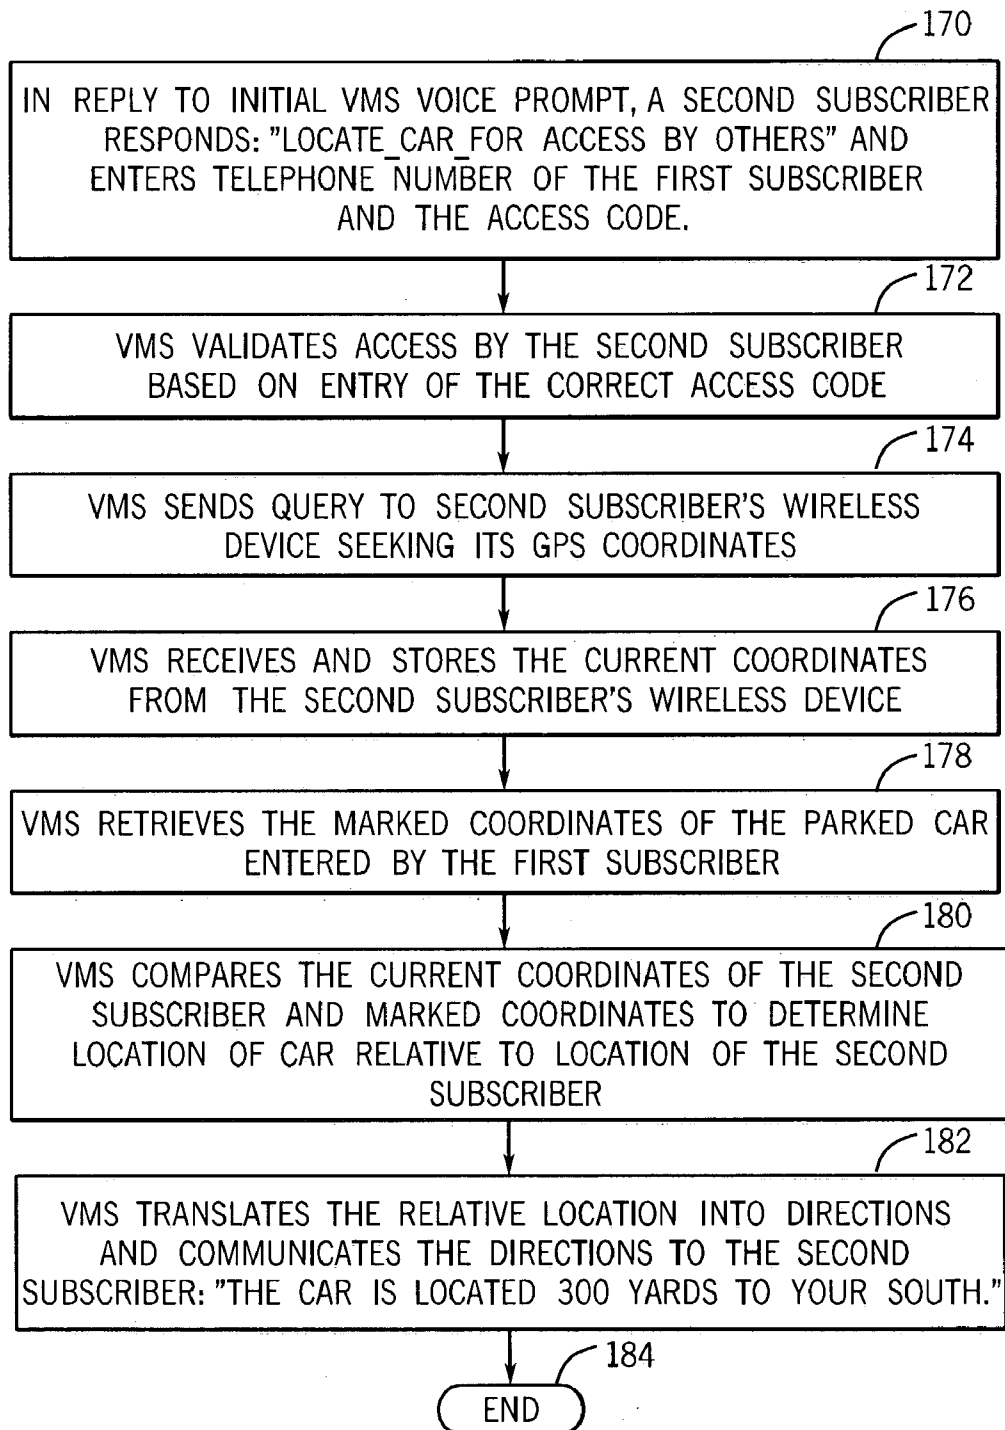 170
IN REPLY TO INITIAL VMS VOICE PROMPT, A SECOND SUBSCRIBER
RESPONDS: "LOCATE_CAR_FOR ACCESS BY OTHERS" AND
ENTERS TELEPHONE NUMBER OF THE FIRST SUBSCRIBER
AND THE ACCESS CODE.
172
VMS VALIDATES ACCESS BY THE SECOND SUBSCRIBER
BASED ON ENTRY OF THE CORRECT ACCESS CODE
174
VMS SENDS QUERY TO SECOND SUBSCRIBER'S WIRELESS
DEVICE SEEKING ITS GPS COORDINATES
176
VMS RECEIVES AND STORES THE CURRENT COORDINATES
FROM THE SECOND SUBSCRIBER'S WIRELESS DEVICE
178
VMS RETRIEVES THE MARKED COORDINATES OF THE PARKED CAR
ENTERED BY THE FIRST SUBSCRIBER
180
VMS COMPARES THE CURRENT COORDINATES OF THE SECOND
SUBSCRIBER AND MARKED COORDINATES TO DETERMINE
LOCATION OF CAR RELATIVE TO LOCATION OF THE SECOND
SUBSCRIBER
182
VMS TRANSLATES THE RELATIVE LOCATION INTO DIRECTIONS
AND COMMUNICATES THE DIRECTIONS TO THE SECOND
SUBSCRIBER: "THE CAR IS LOCATED 300 YARDS TO YOUR SOUTH."
184
END